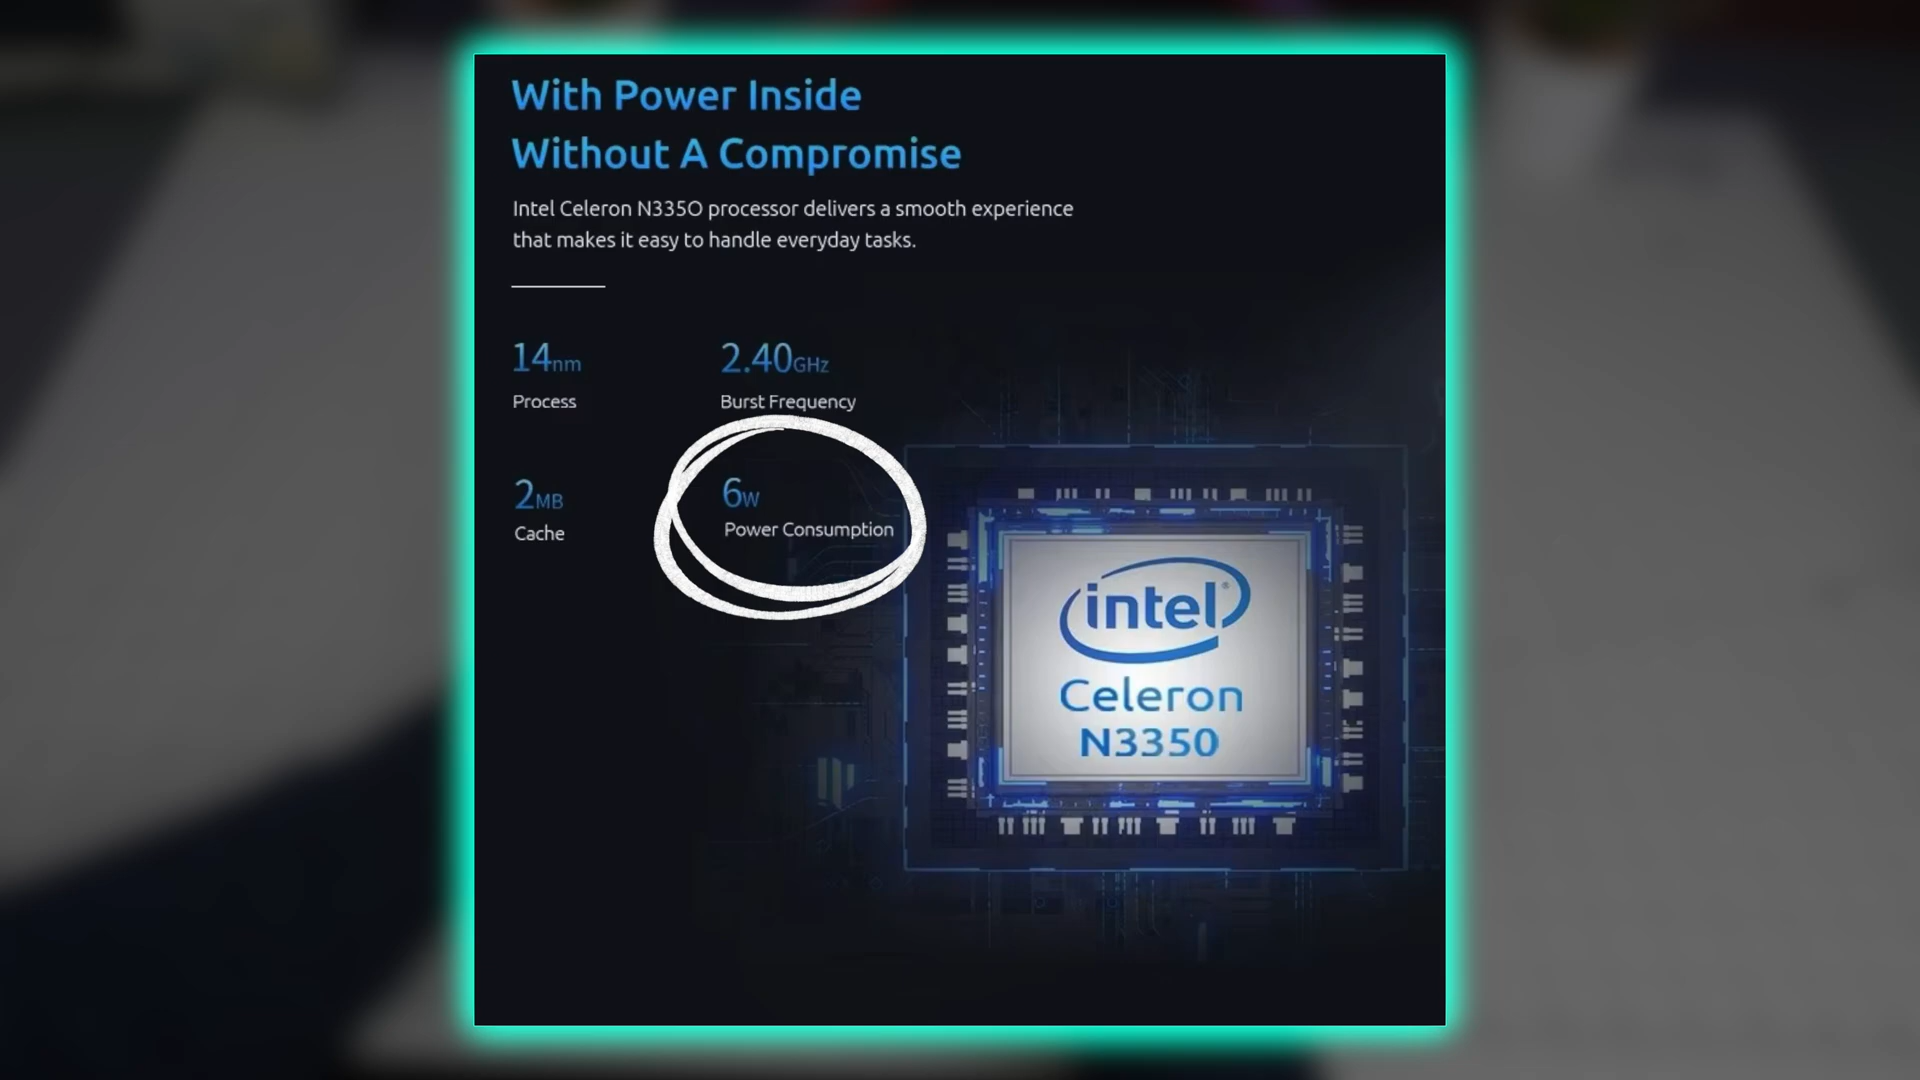 With Power Inside
Without A Compromise
Intel Celeron N335O processor delivers a smooth experience
that makes it easy to handle everyday tasks.
14nm
Process
2.40GHz
Burst Frequency
2MB
Cache
6W
Power Consumption
intel®
Celeron
N3350